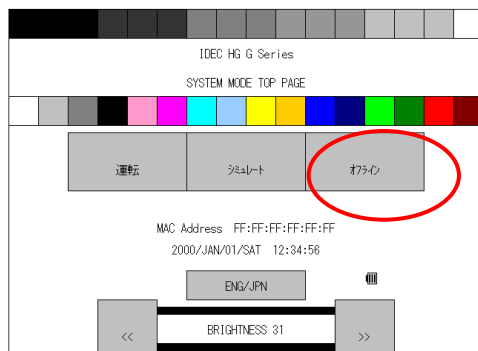 IDEC HG G Series
SYSTEM MODE TOP PAGE
運転 ｼﾐｭﾚｰﾄ ｵﾌﾗｲﾝ
MAC Address FF:FF:FF:FF:FF:FF
2000/JAN/01/SAT 12:34:56
ENG/JPN
<< BRIGHTNESS 31 >>